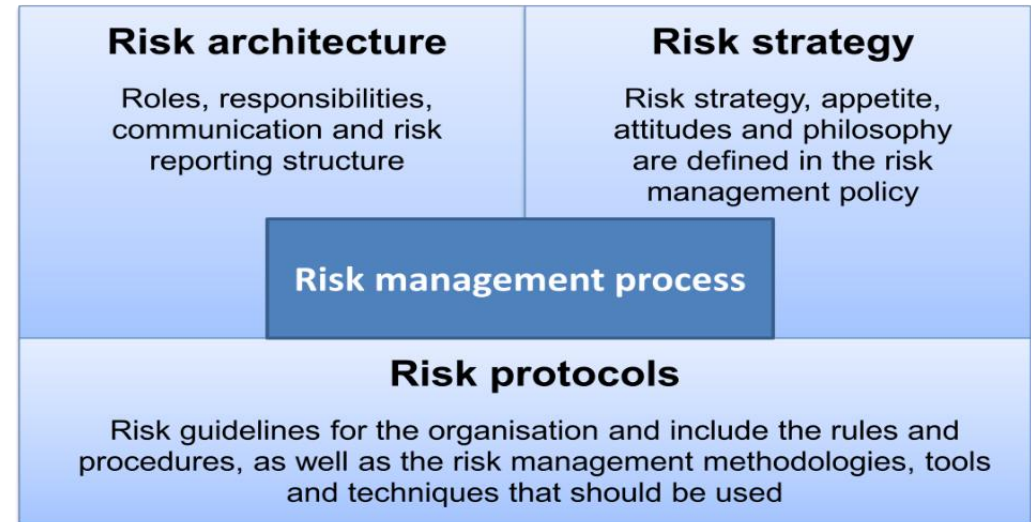 Risk architecture
Roles, responsibilities,
communication and risk
reporting structure
Risk strategy
Risk strategy, appetite,
attitudes and philosophy
are defined in the risk
management policy
Risk management process
Risk protocols
Risk guidelines for the organisation and include the rules and
procedures, as well as the risk management methodologies, tools
and techniques that should be used